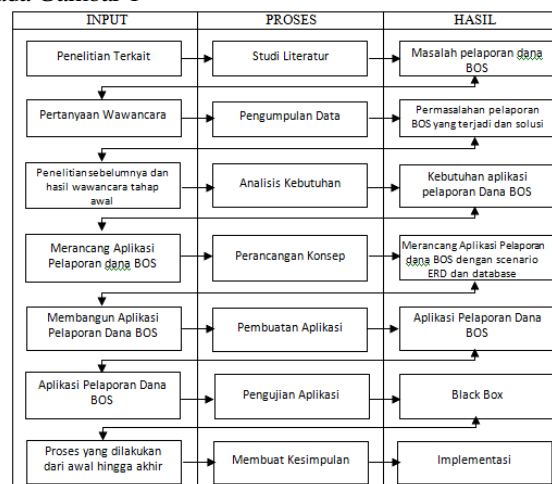 ada Gambar 1
INPUT PROSES HASIL
Penelitian Terkait
Studi Literatur
Masalah pelaporan dana
BOS
Pertanyaan Wawancara
Pengumpulan Data
Permasalahan pelaporan
BOS yang terjadi dan solusi
Penelitian sebelumnya dan
hasil wawancara tahap
awal
Analisis Kebutuhan
Kebutuhan aplikasi
pelaporan Dana BOS
Merancang Aplikasi
Pelaporan dana BOS
Perancangan Konsep
Merancang Aplikasi Pelaporan
dana BOS dengan scenario
ERD dan database
Membangun Aplikasi
Pelaporan Dana BOS
Pembuatan Aplikasi
Aplikasi Pelaporan Dana
BOS
Aplikasi Pelaporan Dana
BOS
Pengujian Aplikasi
Black Box
Proses yang dilakukan
dari awal hingga akhir
Membuat Kesimpulan
Implementasi